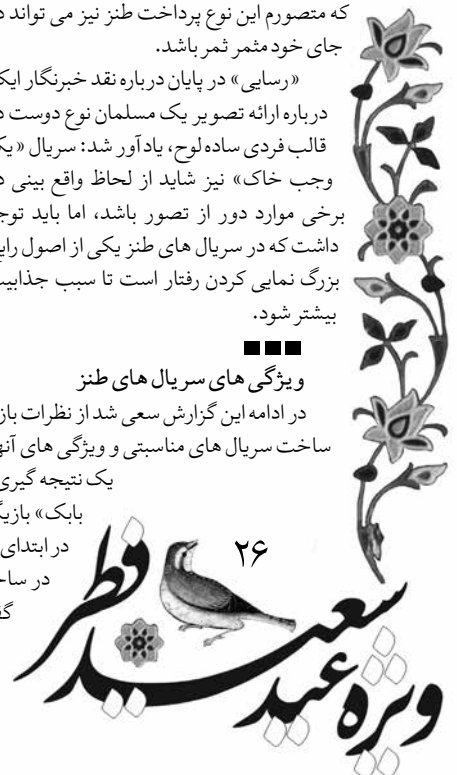 که متصورم این نوع پرداخت طنز نیز می تواند د
جای خود مثمر ثمر باشد.
«رسایی» در پایان درباره نقد خبرنگار ایک
درباره ارائه تصویر یک مسلمان نوع دوست د
قالب فردی ساده لوح، یادآور شد: سریال «یک
وجب خاک» نیز شاید از لحاظ واقع بینی د
برخی موارد دور از تصور باشد، اما باید توج
داشت که در سریال های طنز یکی از اصول رای
بزرگ نمایی کردن رفتار است تا سبب جذابیت
بیشتر شود.
ویژگی های سریال های طنز
در ادامه این گزارش سعی شد از نظرات باز
ساخت سریال های مناسبتی و ویژگی های آنه
یک نتیجه گیری
بابک» بازیگ
در ابتدای
در ساخ
گف
۲۶
ویژه عید سعید فطر